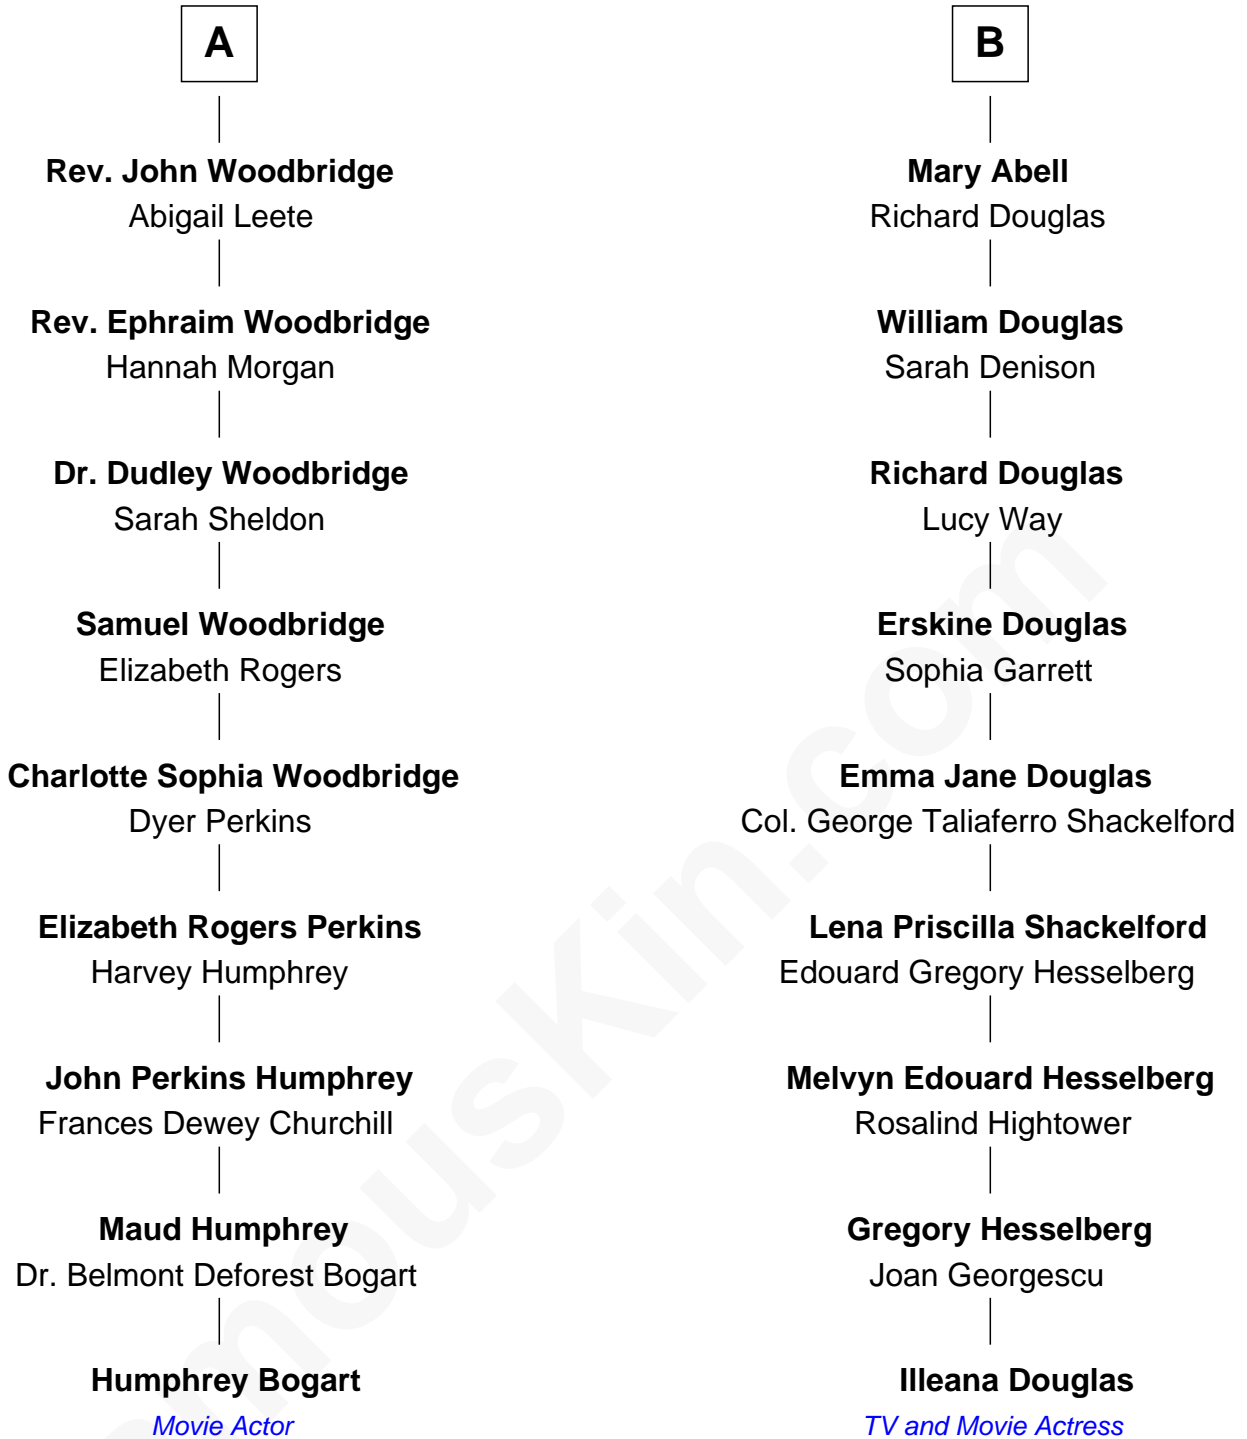 A
Rev. John Woodbridge
Abigail Leete
Rev. Ephraim Woodbridge
Hannah Morgan
Dr. Dudley Woodbridge
Sarah Sheldon
Samuel Woodbridge
Elizabeth Rogers
Charlotte Sophia Woodbridge
Dyer Perkins
Elizabeth Rogers Perkins
Harvey Humphrey
John Perkins Humphrey
Frances Dewey Churchill
Maud Humphrey
Dr. Belmont Deforest Bogart
Humphrey Bogart
Movie Actor
B
Mary Abell
Richard Douglas
William Douglas
Sarah Denison
Richard Douglas
Lucy Way
Erskine Douglas
Sophia Garrett
Emma Jane Douglas
Col. George Taliaferro Shackelford
Lena Priscilla Shackelford
Edouard Gregory Hesselberg
Melvyn Edouard Hesselberg
Rosalind Hightower
Gregory Hesselberg
Joan Georgescu
Illeana Douglas
TV and Movie Actress
mouskin.com